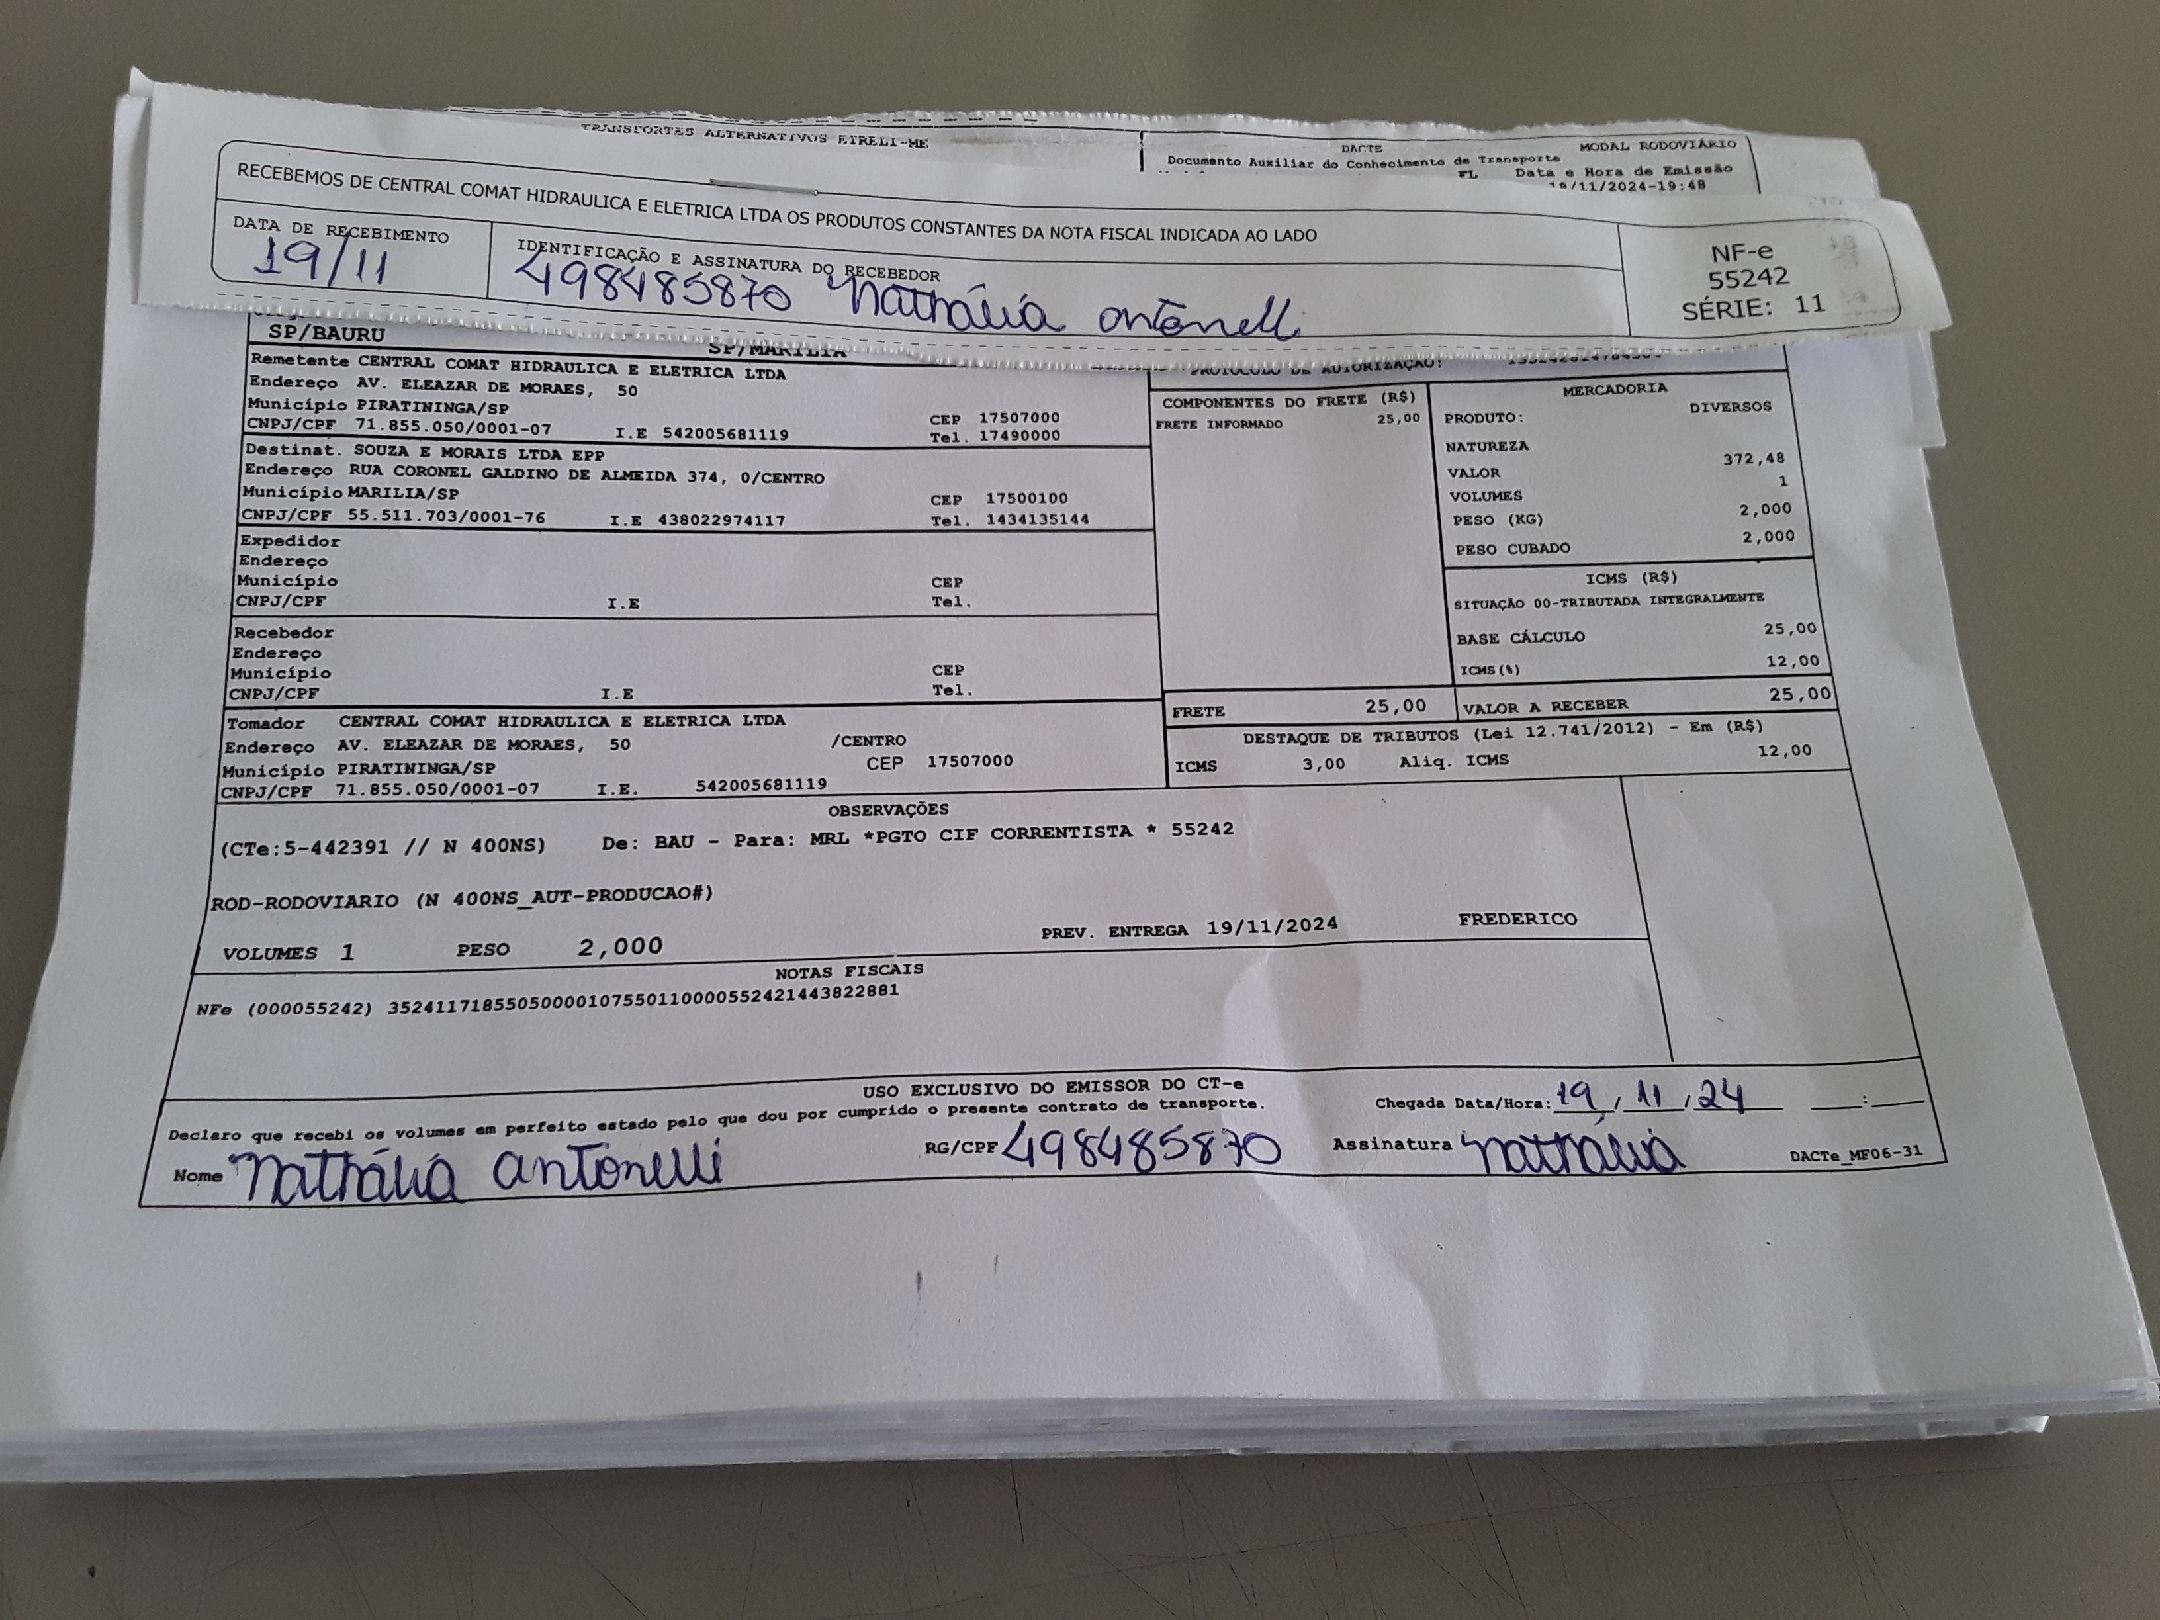 TRANSPORTES ALTERNATIVOS EIRELI-ME
DACTE MODAL RODOVIÁRIO
Documento Auxiliar do Conhecimento de Transporte
FL Data e Hora de Emissão
18/11/2024-19:48
RECEBEMOS DE CENTRAL COMAT HIDRAULICA E ELETRICA LTDA OS PRODUTOS CONSTANTES DA NOTA FISCAL INDICADA AO LADO
DATA DE RECEBIMENTO
19/11
IDENTIFICAÇÃO E ASSINATURA DO RECEBEDOR
498485870 Nathália Antonelli
NF-e
55242
SÉRIE: 11
SP/BAURU SP/MARILIA
Remetente CENTRAL COMAT HIDRAULICA E ELETRICA LTDA
Endereço AV. ELEAZAR DE MORAES, 50
Município PIRATININGA/SP CEP 17507000
CNPJ/CPF 71.855.050/0001-07 I.E 542005681119 Tel. 17490000
Destinat. SOUZA E MORAIS LTDA EPP
Endereço RUA CORONEL GALDINO DE ALMEIDA 374, 0/CENTRO
Município MARILIA/SP CEP 17500100
CNPJ/CPF 55.511.703/0001-76 I.E 438022974117 Tel. 1434135144
Expedidor
Endereço
Município CEP
CNPJ/CPF I.E Tel.
Recebedor
Endereço
Município CEP
CNPJ/CPF I.E Tel.
Tomador CENTRAL COMAT HIDRAULICA E ELETRICA LTDA
Endereço AV. ELEAZAR DE MORAES, 50 /CENTRO
Município PIRATININGA/SP CEP 17507000
CNPJ/CPF 71.855.050/0001-07 I.E. 542005681119
PROTOCOLO DE AUTORIZAÇÃO:
COMPONENTES DO FRETE (R$)
FRETE INFORMADO 25,00
MERCADORIA
PRODUTO: DIVERSOS
NATUREZA
VALOR 372,48
VOLUMES 1
PESO (KG) 2,000
PESO CUBADO 2,000
ICMS (R$)
SITUAÇÃO 00-TRIBUTADA INTEGRALMENTE
BASE CÁLCULO 25,00
ICMS(%) 12,00
FRETE 25,00 VALOR A RECEBER 25,00
DESTAQUE DE TRIBUTOS (Lei 12.741/2012) - Em (R$)
ICMS 3,00 Aliq. ICMS 12,00
OBSERVAÇÕES
(CTe:5-442391 // N 400NS) De: BAU - Para: MRL *PGTO CIF CORRENTISTA * 55242
ROD-RODOVIARIO (N 400NS_AUT-PRODUCAO#)
VOLUMES 1 PESO 2,000 PREV. ENTREGA 19/11/2024 FREDERICO
NOTAS FISCAIS
NFe (000055242) 35241171855050000107550110000552421443822881
USO EXCLUSIVO DO EMISSOR DO CT-e
Declaro que recebi os volumes em perfeito estado pelo que dou por cumprido o presente contrato de transporte. Chegada Data/Hora: 19/11/24 __:__
Nome Nathália Antonelli RG/CPF 498485870 Assinatura Nathália DACTe_MF06-31